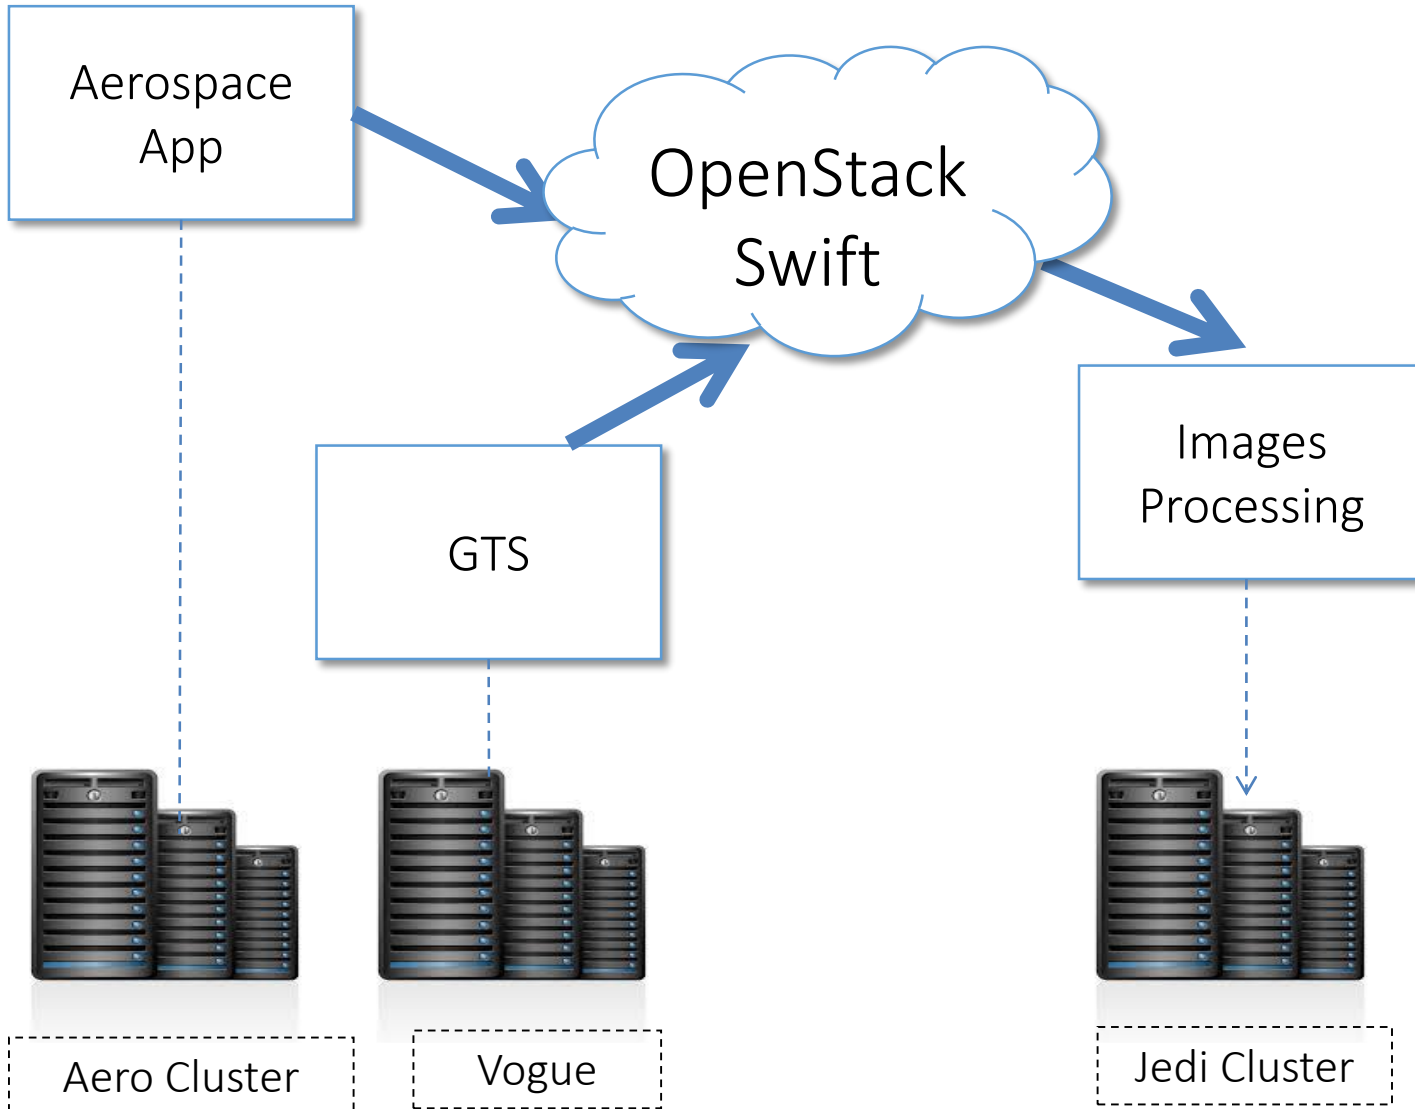 Aerospace
App
OpenStack
Swift
Images
Processing
GTS
Aero Cluster
Vogue
Jedi Cluster